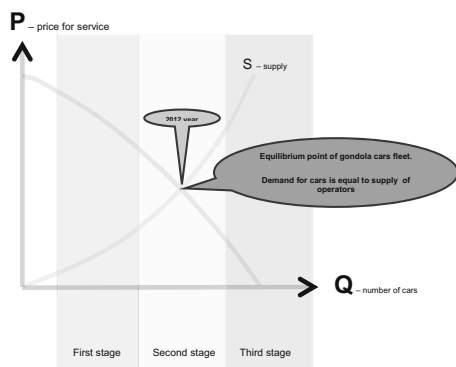 P – price for service
S – supply
2012 year
Equilibrium point of gondola cars fleet.
Demand for cars is equal to supply of
operators
Q – number of cars
First stage Second stage Third stage